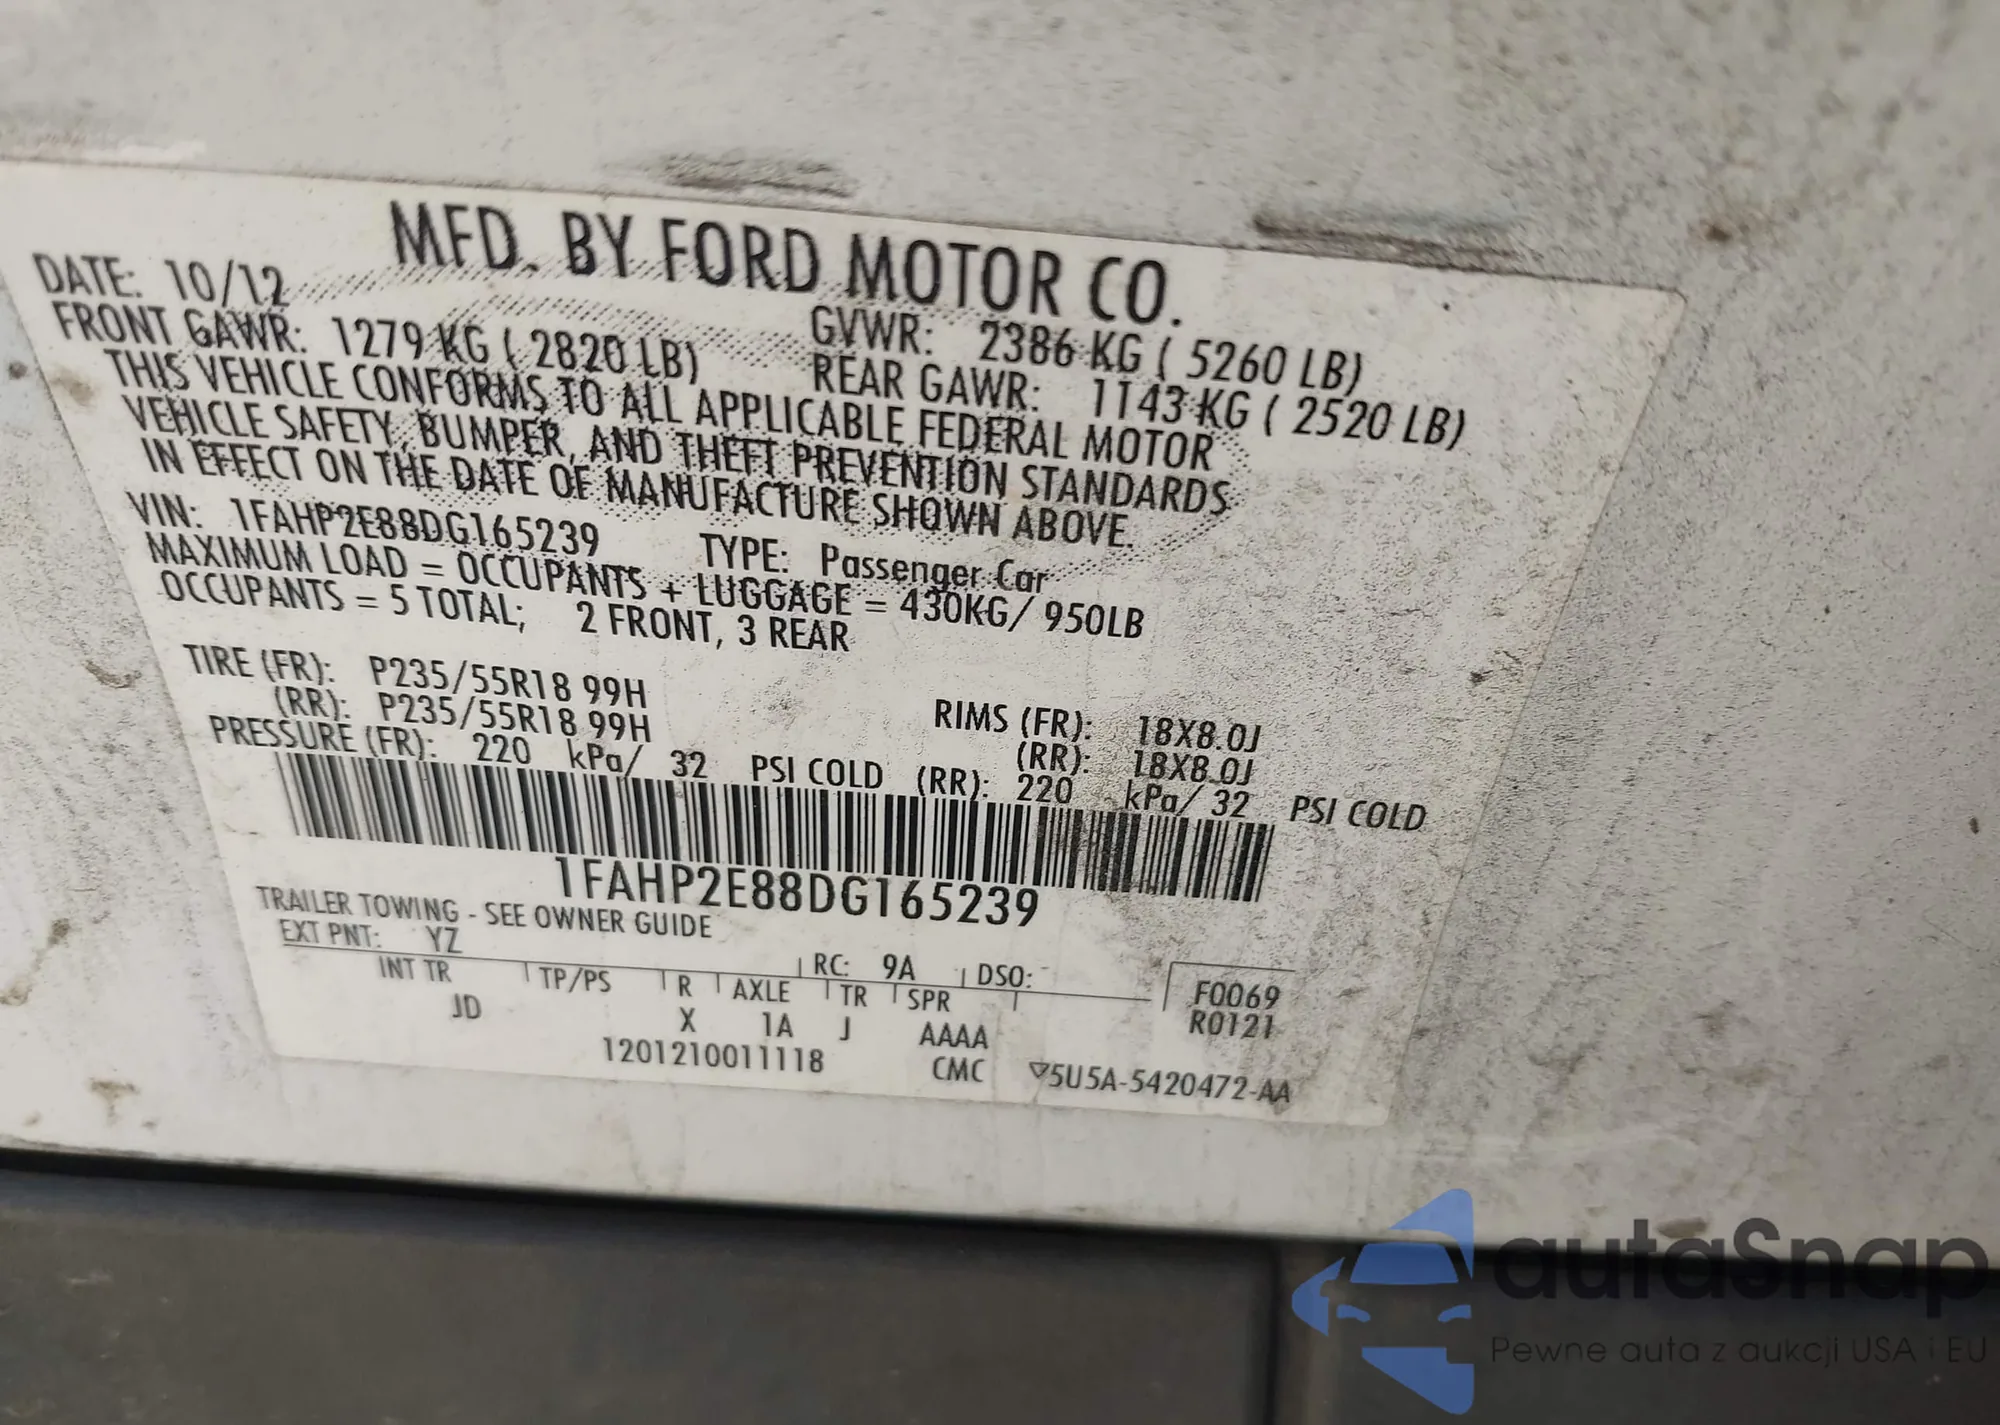 MFD. BY FORD MOTOR CO.
DATE: 10/12
GVWR: 2386 KG ( 5260 LB)
FRONT GAWR: 1279 KG ( 2820 LB)
REAR GAWR: 1143 KG ( 2520 LB)
THIS VEHICLE CONFORMS TO ALL APPLICABLE FEDERAL MOTOR
VEHICLE SAFETY, BUMPER, AND THEFT PREVENTION STANDARDS
IN EFFECT ON THE DATE OF MANUFACTURE SHOWN ABOVE.
VIN: 1FAHP2E88DG165239
TYPE: Passenger Car
MAXIMUM LOAD = OCCUPANTS + LUGGAGE = 430KG/ 950LB
OCCUPANTS = 5 TOTAL; 2 FRONT, 3 REAR
TIRE (FR): P235/55R18 99H
RIMS (FR): 18X8.0J
(RR): P235/55R18 99H
(RR): 18X8.0J
PRESSURE (FR): 220 kPa/ 32 PSI COLD (RR): 220 kPa/ 32 PSI COLD
1FAHP2E88DG165239
TRAILER TOWING - SEE OWNER GUIDE
EXT PNT: YZ RC: 9A DSO:
INT TR TP/PS R AXLE TR SPR F0069
JD X 1A J AAAA R0121
1201210011118 CMC ▽5U5A-5420472-AA
autaSnap
Pewne auta z aukcji USA i EU